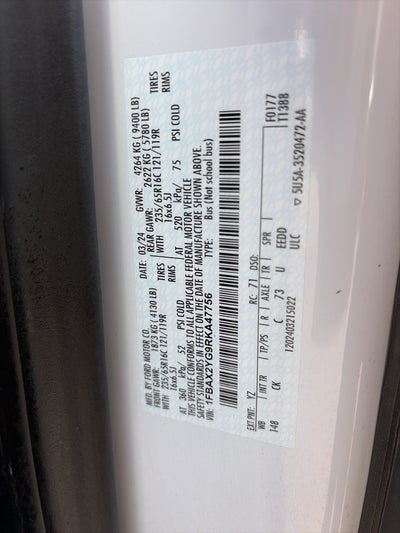 MFD. BY FORD MOTOR CO.
DATE: 03/24 GVWR: 4264 KG ( 9400 LB)
FRONT GAWR: 1873 KG ( 4130 LB) REAR GAWR: 2622 KG ( 5780 LB)
235/65R16C 121/119R TIRES WITH 235/65R16C 121/119R TIRES
16x6.5J RIMS 16x6.5J RIMS
AT 360 kPa/ 52 PSI COLD AT 520 kPa/ 75 PSI COLD
THIS VEHICLE CONFORMS TO ALL APPLICABLE FEDERAL MOTOR VEHICLE
SAFETY STANDARDS IN EFFECT ON THE DATE OF MANUFACTURE SHOWN ABOVE.
VIN: 1FBAX2YG9RKA47756 TYPE: Bus (Not school bus)
EXT PNT: YZ RC: 71 DSO: F0177
WB INT TR TP/PS R AXLE TR SPR T1388
148 CK C 73 U EEDD
1202403215022 ULC
5U5A-3520472-AA